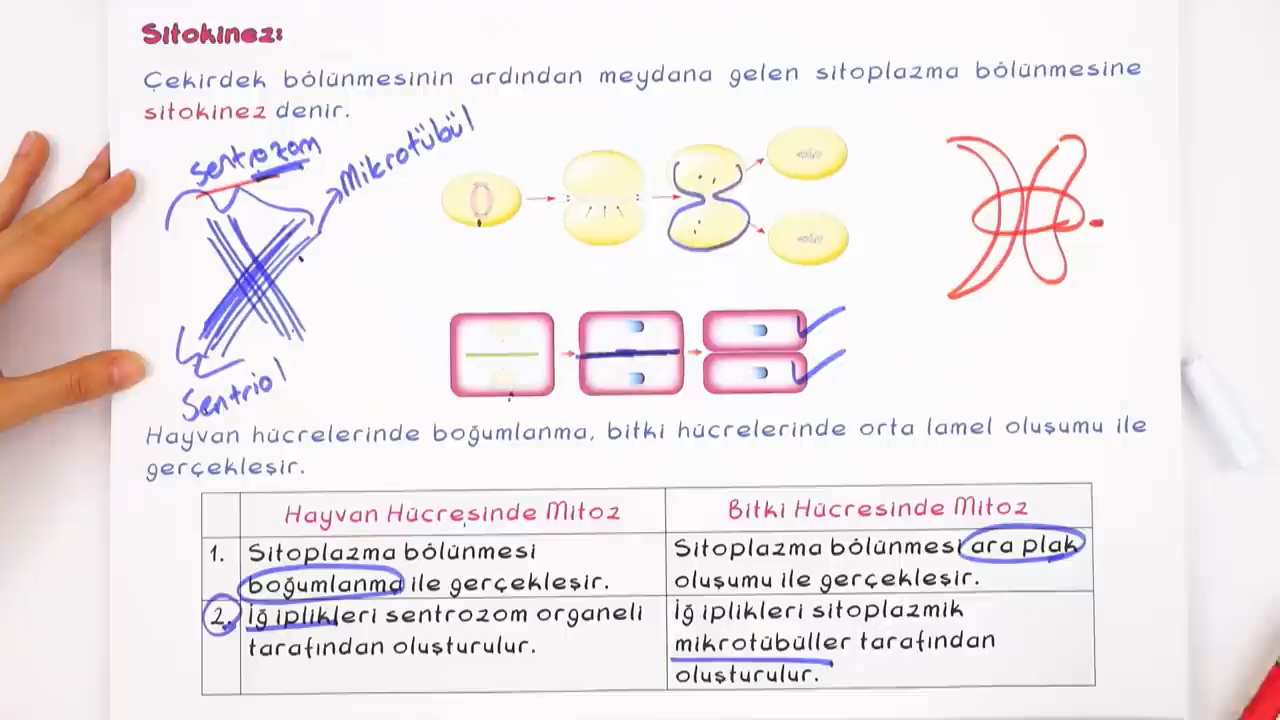 Sitokinez:
Çekirdek bölünmesinin ardından meydana gelen sitoplazma bölünmesine
sitokinez denir.
Sentrozom
Mikrotübül
Sentriol
Hayvan hücrelerinde boğumlanma, bitki hücrelerinde orta lamel oluşumu ile
gerçekleşir.
Hayvan Hücresinde Mitoz
Bitki Hücresinde Mitoz
1.
Sitoplazma bölünmesi
boğumlanma ile gerçekleşir.
Sitoplazma bölünmesi ara plak
oluşumu ile gerçekleşir.
2.
İğ iplikleri sentrozom organeli
tarafından oluşturulur.
İğ iplikleri sitoplazmik
mikrotübüller tarafından
oluşturulur.